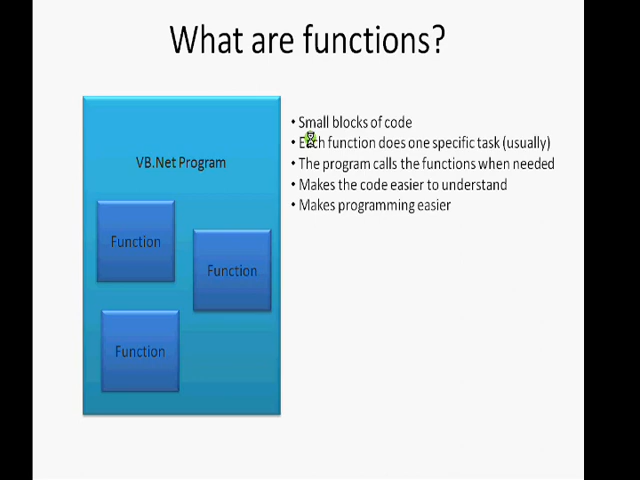 What are functions?
VB.Net Program
Function
Function
Function
• Small blocks of code
• Each function does one specific task (usually)
• The program calls the functions when needed
• Makes the code easier to understand
• Makes programming easier